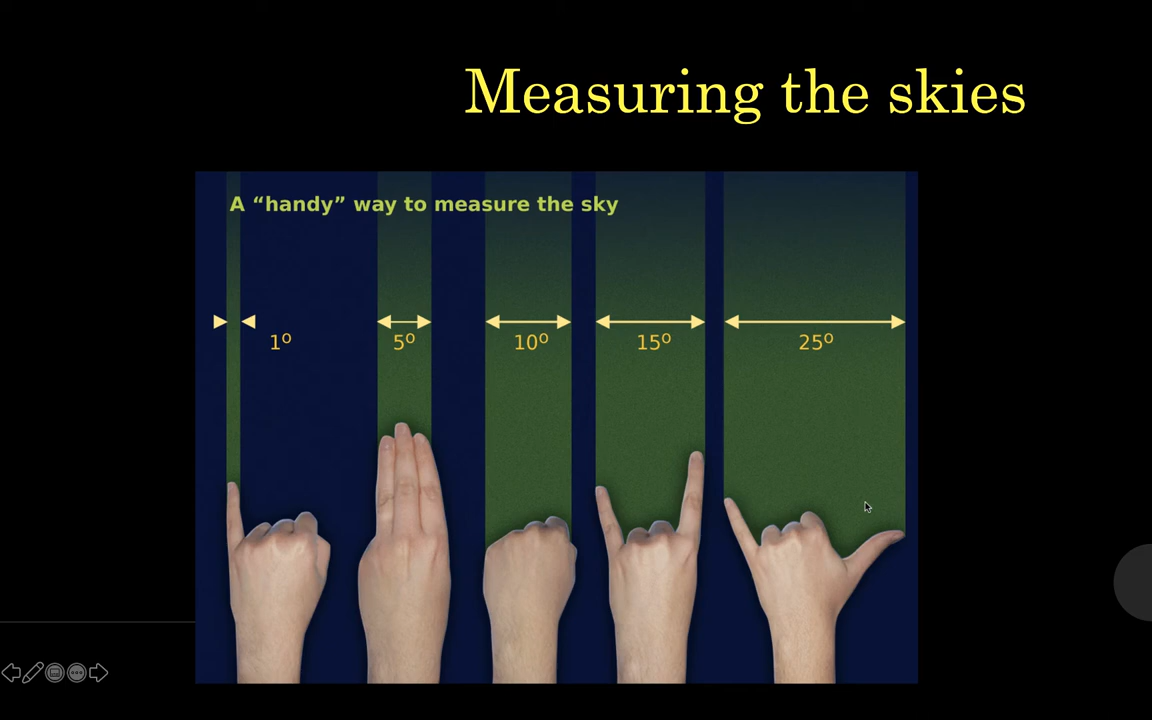 Measuring the skies
A “handy” way to measure the sky
1º
5º
10º
15º
25º